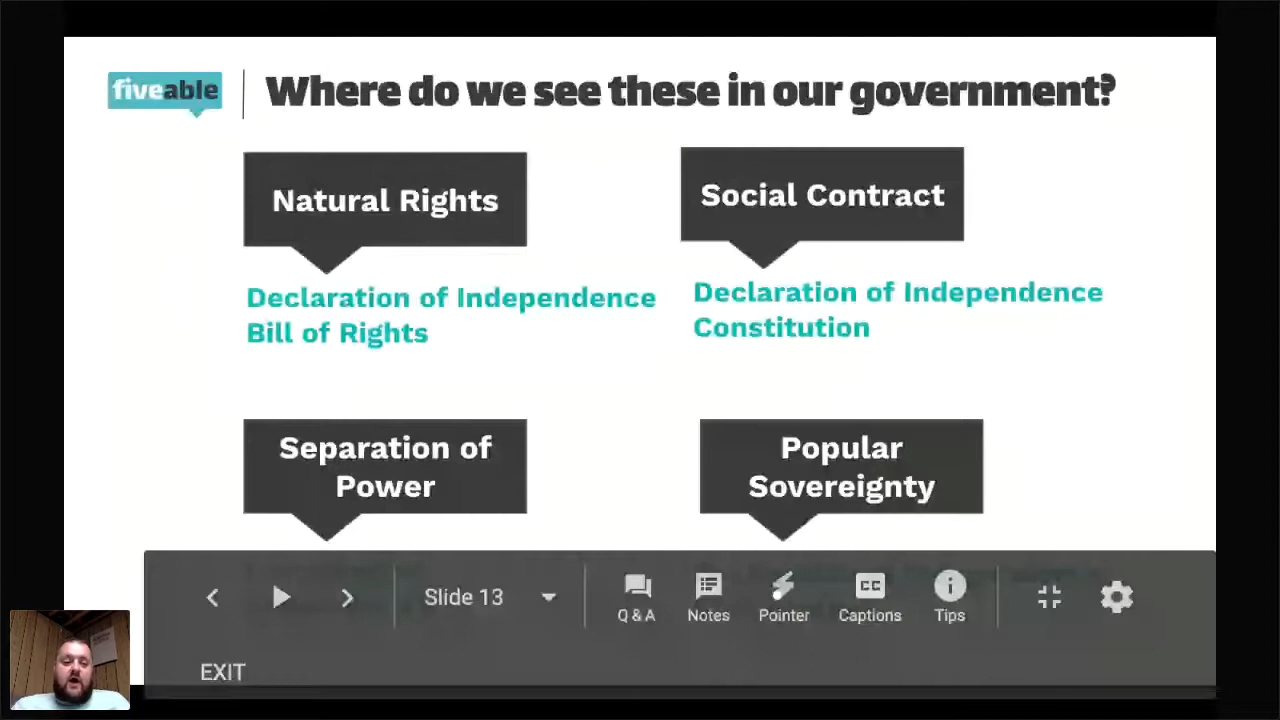 fiveable
Where do we see these in our government?
Natural Rights
Declaration of Independence
Bill of Rights
Social Contract
Declaration of Independence
Constitution
Separation of
Power
Popular
Sovereignty
Slide 13
Q & A
Notes
Pointer
CC
Captions
Tips
EXIT